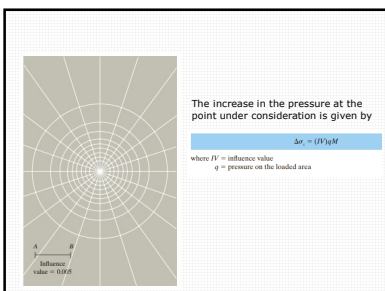 The increase in the pressure at the
point under consideration is given by
Δσz = (IV)qM
where IV = influence value
q = pressure on the loaded area
A B
Influence
value = 0.005